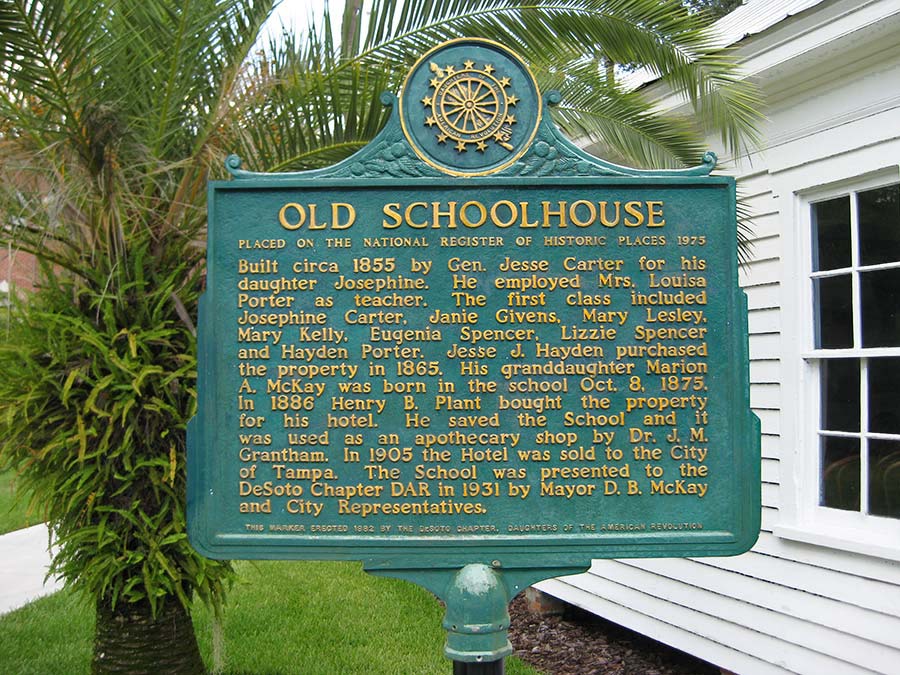 AMERICAN REVOLUTION
OLD SCHOOLHOUSE
PLACED ON THE NATIONAL REGISTER OF HISTORIC PLACES 1975
Built circa 1855 by Gen. Jesse Carter for his
daughter Josephine. He employed Mrs. Louisa
Porter as teacher. The first class included
Josephine Carter, Janie Givens, Mary Lesley,
Mary Kelly, Eugenia Spencer, Lizzie Spencer
and Hayden Porter. Jesse J. Hayden purchased
the property in 1865. His granddaughter Marion
A. McKay was born in the school Oct. 8, 1875.
In 1886 Henry B. Plant bought the property
for his hotel. He saved the School and it
was used as an apothecary shop by Dr. J. M.
Grantham. In 1905 the Hotel was sold to the City
of Tampa. The School was presented to the
DeSoto Chapter DAR in 1931 by Mayor D. B. McKay
and City Representatives.
THIS MARKER ERECTED 1982 BY THE DeSOTO CHAPTER, DAUGHTERS OF THE AMERICAN REVOLUTION